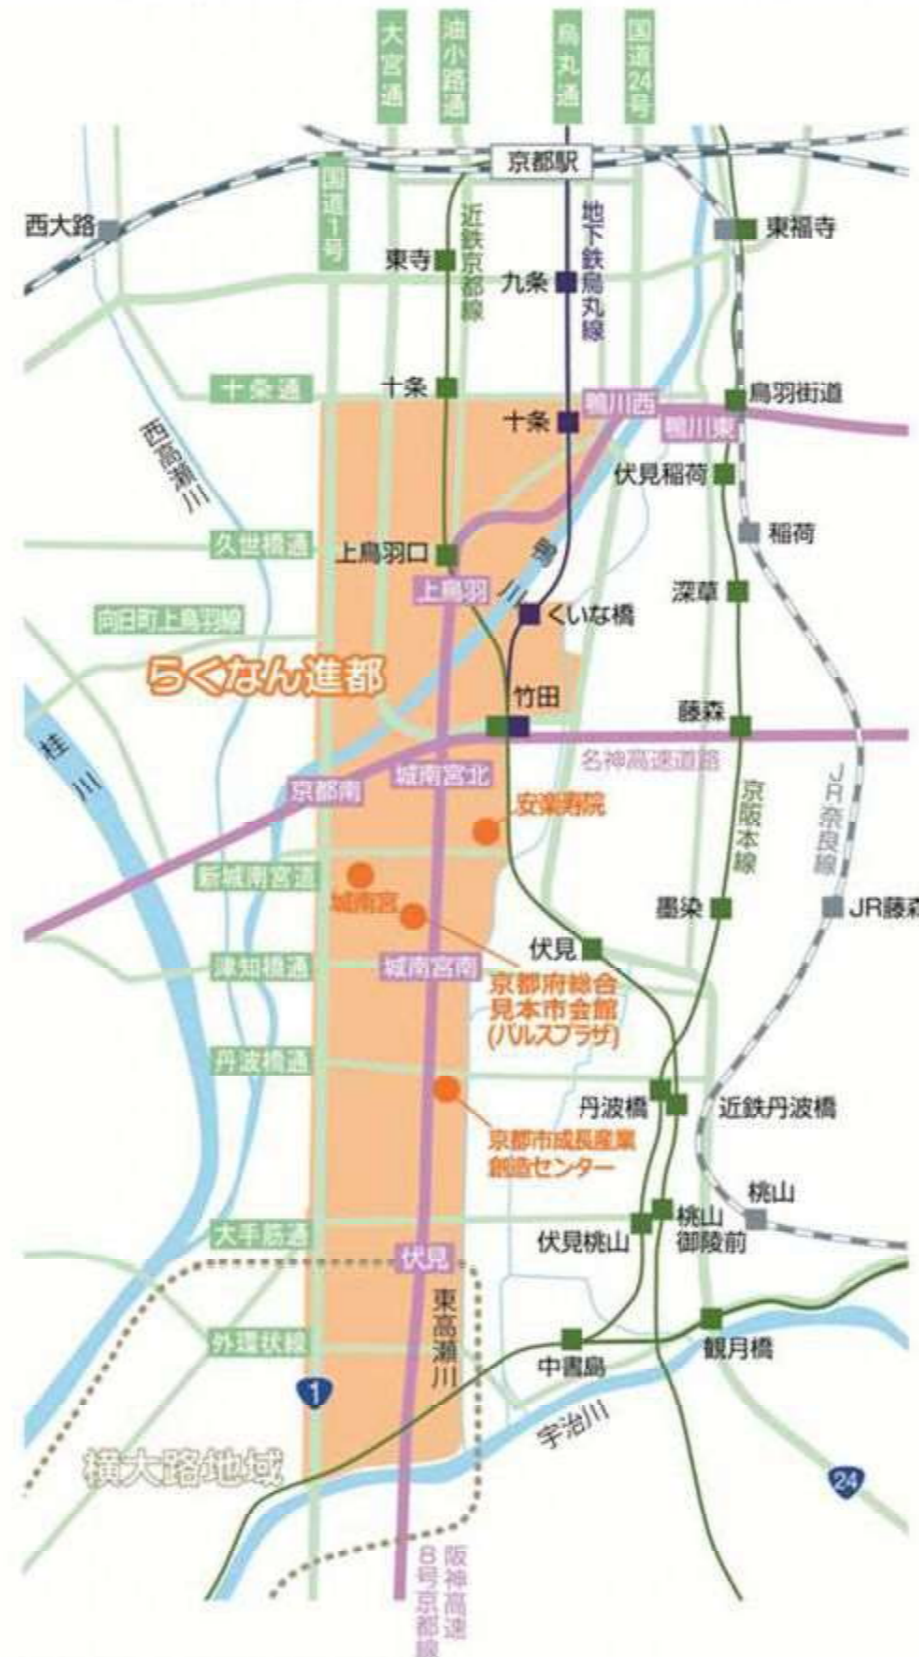 大宮通
油小路通
烏丸通
国道24号
京都駅
国道1号
西大路
近鉄京都線
地下鉄烏丸線
東福寺
東寺
九条
十条通
十条
十条
鴨川西
鴨川東
鳥羽街道
西高瀬川
伏見稲荷
稲荷
久世橋通
上鳥羽口
鴨川
上鳥羽
深草
くいな橋
向日町上鳥羽線
らくなん進都
竹田
藤森
桂川
城南宮北
名神高速道路
京都南
安楽寿院
京阪本線
JR奈良線
新城南宮道
城南宮
墨染
JR藤森
伏見
津知橋通
城南宮南
京都府総合
見本市会館
(パルスプラザ)
丹波橋通
丹波橋
近鉄丹波橋
京都市成長産業
創造センター
桃山
大手筋通
伏見桃山
桃山
御陵前
伏見
東高瀬川
外環状線
中書島
観月橋
1
宇治川
横大路地域
24
阪神高速
8号京都線